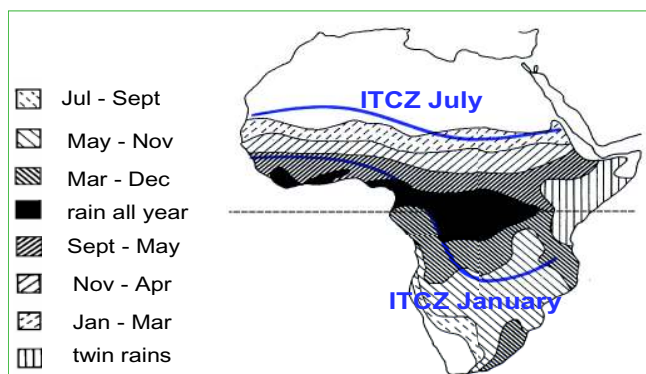 ITCZ July
Jul - Sept
May - Nov
Mar - Dec
rain all year
Sept - May
Nov - Apr
Jan - Mar
twin rains
ITCZ January